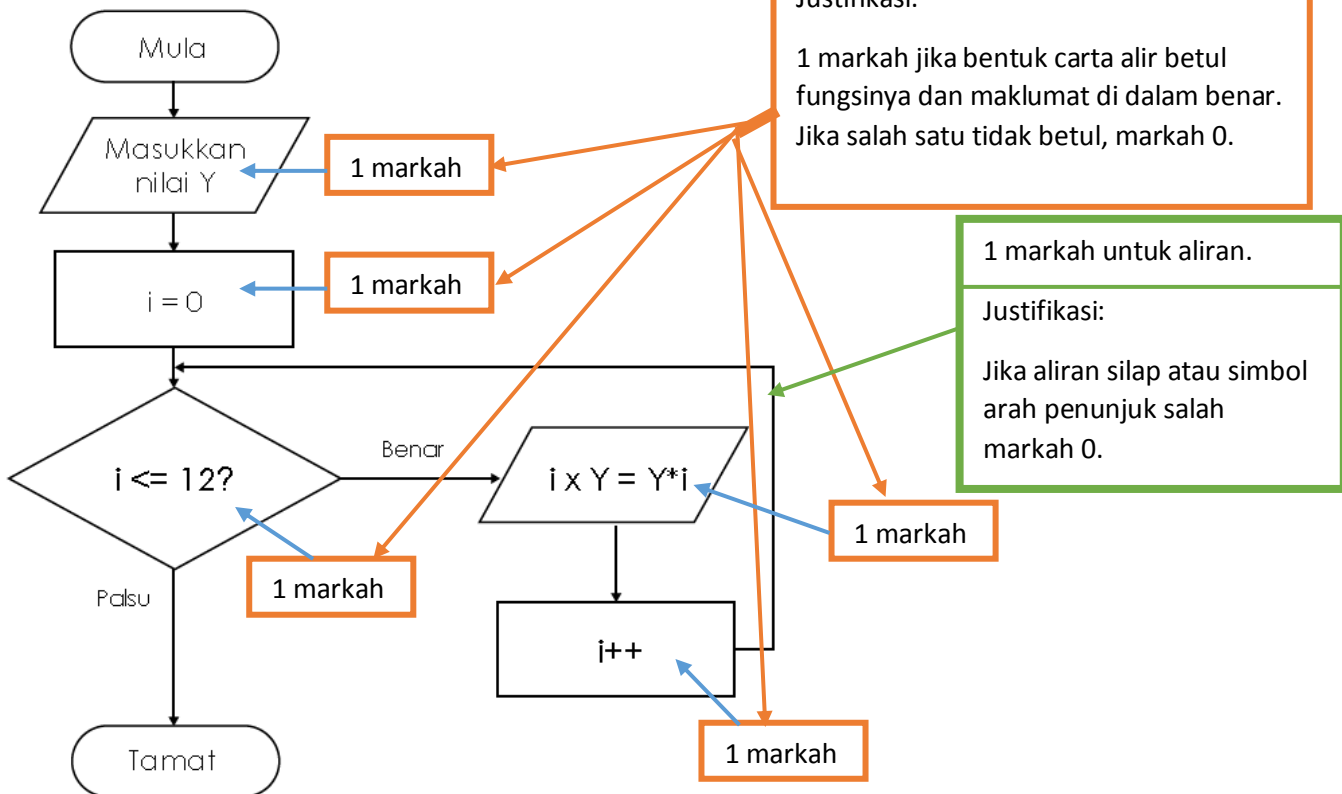 Justifikasi:
1 markah jika bentuk carta alir betul
fungsinya dan maklumat di dalam benar.
Jika salah satu tidak betul, markah 0.
Mula
Masukkan
nilai Y
1 markah
i = 0
1 markah
1 markah untuk aliran.
Justifikasi:
Jika aliran silap atau simbol
arah penunjuk salah
markah 0.
i <= 12?
Benar
i x Y = Y*i
1 markah
1 markah
Palsu
i++
1 markah
Tamat